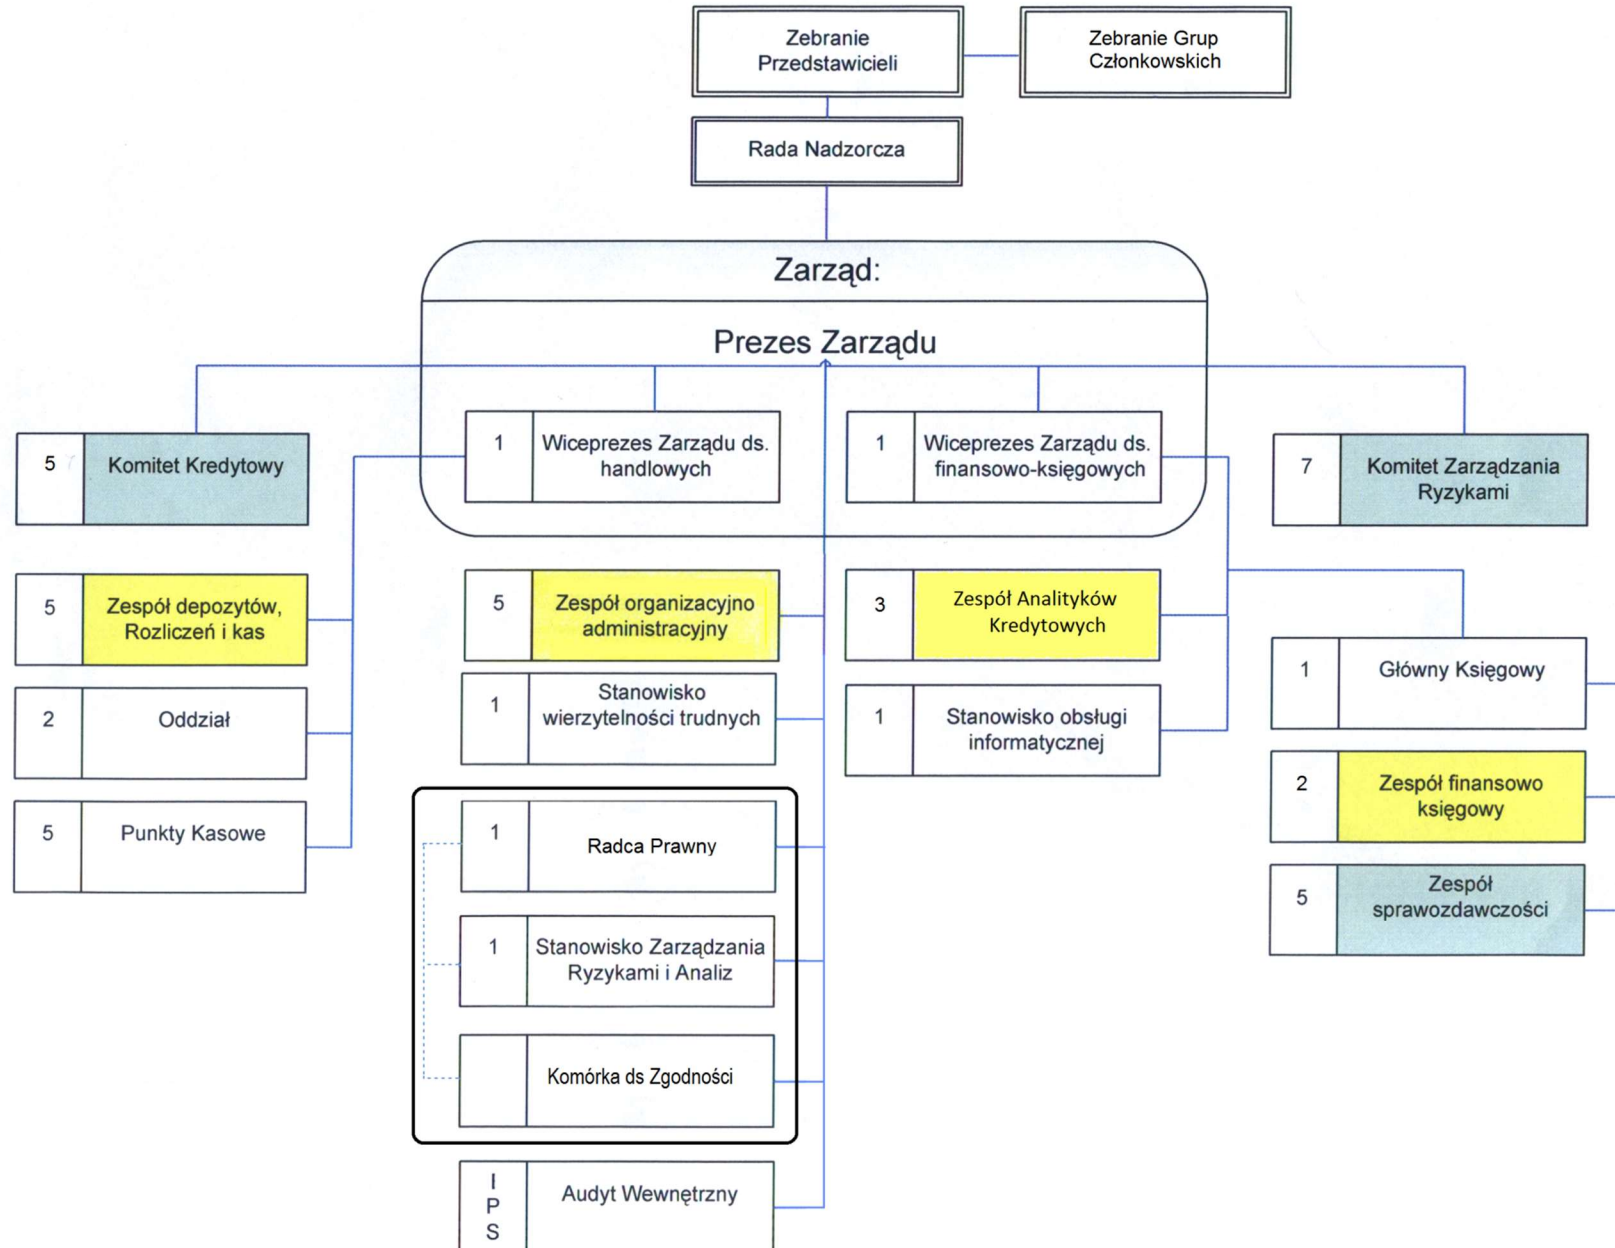 Zebranie
Przedstawicieli
Zebranie Grup
Członkowskich
Rada Nadzorcza
Zarząd:
Prezes Zarządu
5
Komitet Kredytowy
1
Wiceprezes Zarządu ds.
handlowych
1
Wiceprezes Zarządu ds.
finansowo-księgowych
7
Komitet Zarządzania
Ryzykami
5
Zespół depozytów,
Rozliczeń i kas
5
Zespół organizacyjno
administracyjny
3
Zespół Analityków
Kredytowych
1
Główny Księgowy
2
Oddział
1
Stanowisko
wierzytelności trudnych
1
Stanowisko obsługi
informatycznej
2
Zespół finansowo
księgowy
5
Punkty Kasowe
1
Radca Prawny
5
Zespół
sprawozdawczości
1
Stanowisko Zarządzania
Ryzykami i Analiz
Komórka ds Zgodności
I
P
S
Audyt Wewnętrzny